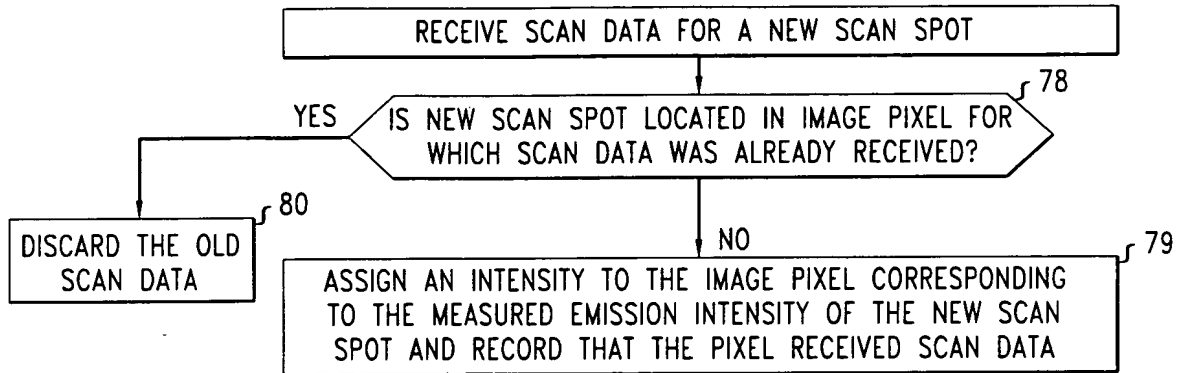 RECEIVE SCAN DATA FOR A NEW SCAN SPOT
78
YES
IS NEW SCAN SPOT LOCATED IN IMAGE PIXEL FOR
WHICH SCAN DATA WAS ALREADY RECEIVED?
80
DISCARD THE OLD
SCAN DATA
NO
79
ASSIGN AN INTENSITY TO THE IMAGE PIXEL CORRESPONDING
TO THE MEASURED EMISSION INTENSITY OF THE NEW SCAN
SPOT AND RECORD THAT THE PIXEL RECEIVED SCAN DATA